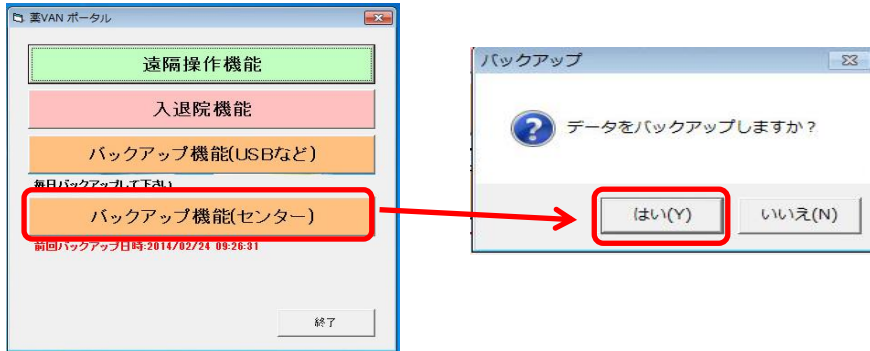 薬VAN ポータル
遠隔操作機能
入退院機能
バックアップ機能(USBなど)
毎日バックアップして下さい
バックアップ機能(センター)
前回バックアップ日時:2014/02/24 09:26:31
終了
バックアップ
データをバックアップしますか?
はい(Y)
いいえ(N)